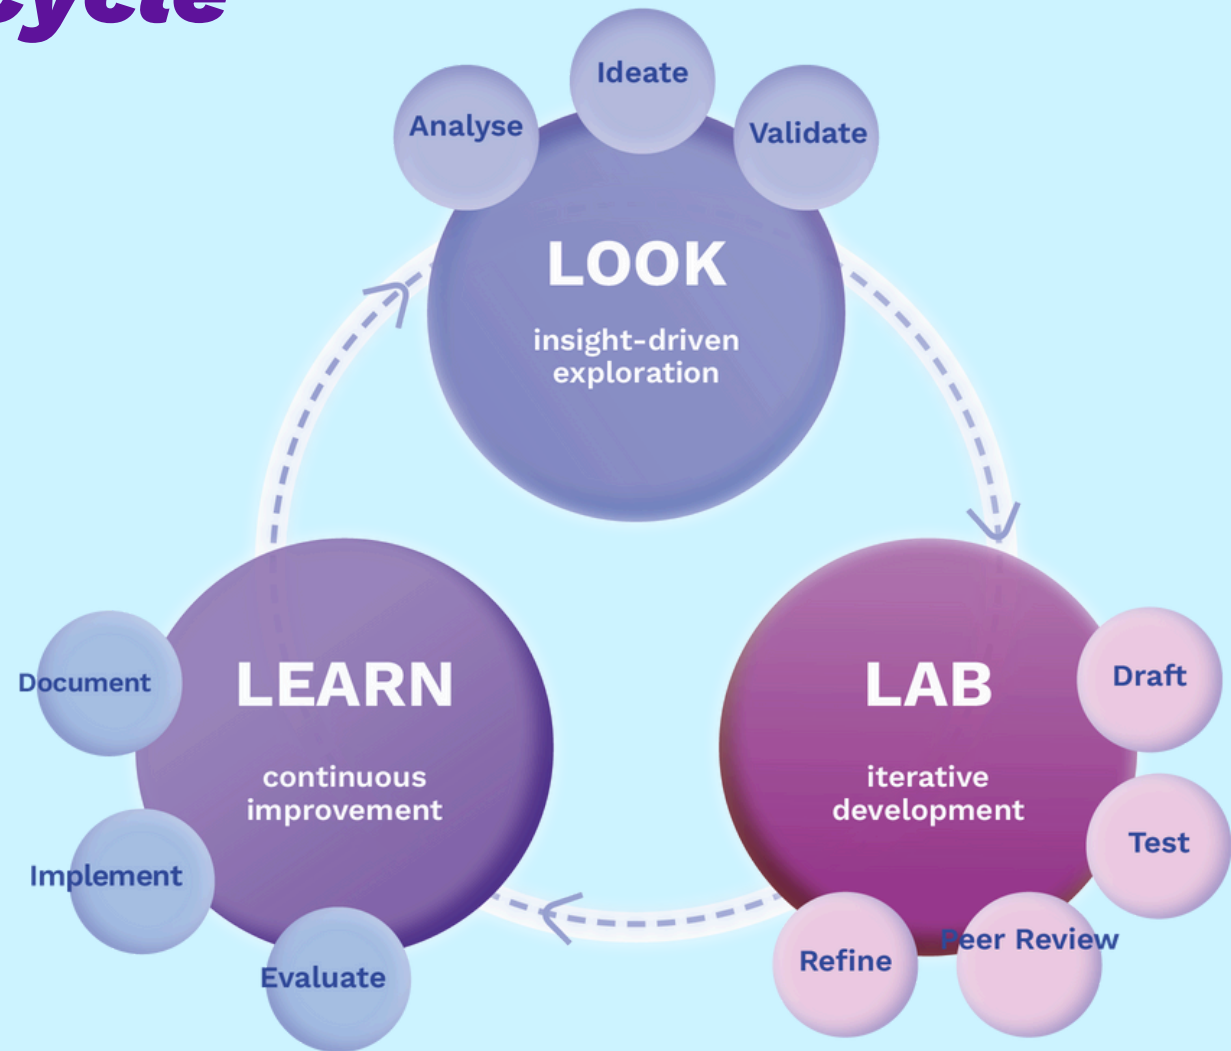 cycle
Analyse
Ideate
Validate
LOOK
insight-driven
exploration
LAB
iterative
development
Draft
Test
Peer Review
Refine
LEARN
continuous
improvement
Evaluate
Implement
Document